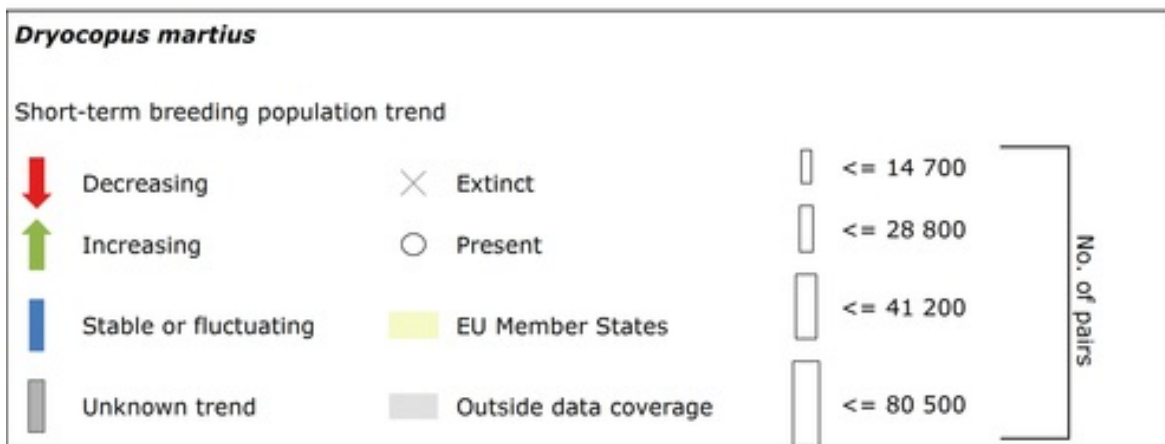 Dryocopus martius
Short-term breeding population trend
Decreasing
Extinct
<= 14 700
Increasing
Present
<= 28 800
Stable or fluctuating
EU Member States
<= 41 200
Unknown trend
Outside data coverage
<= 80 500
No. of pairs